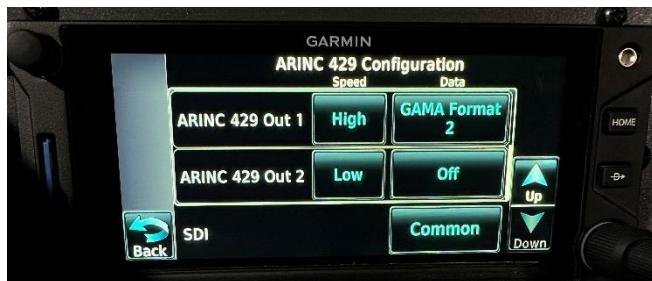 GARMIN
ARINC 429 Configuration
Speed Data
ARINC 429 Out 1 High GAMA Format
2
HOME
ARINC 429 Out 2 Low Off
Up
SDI Common
Back Down